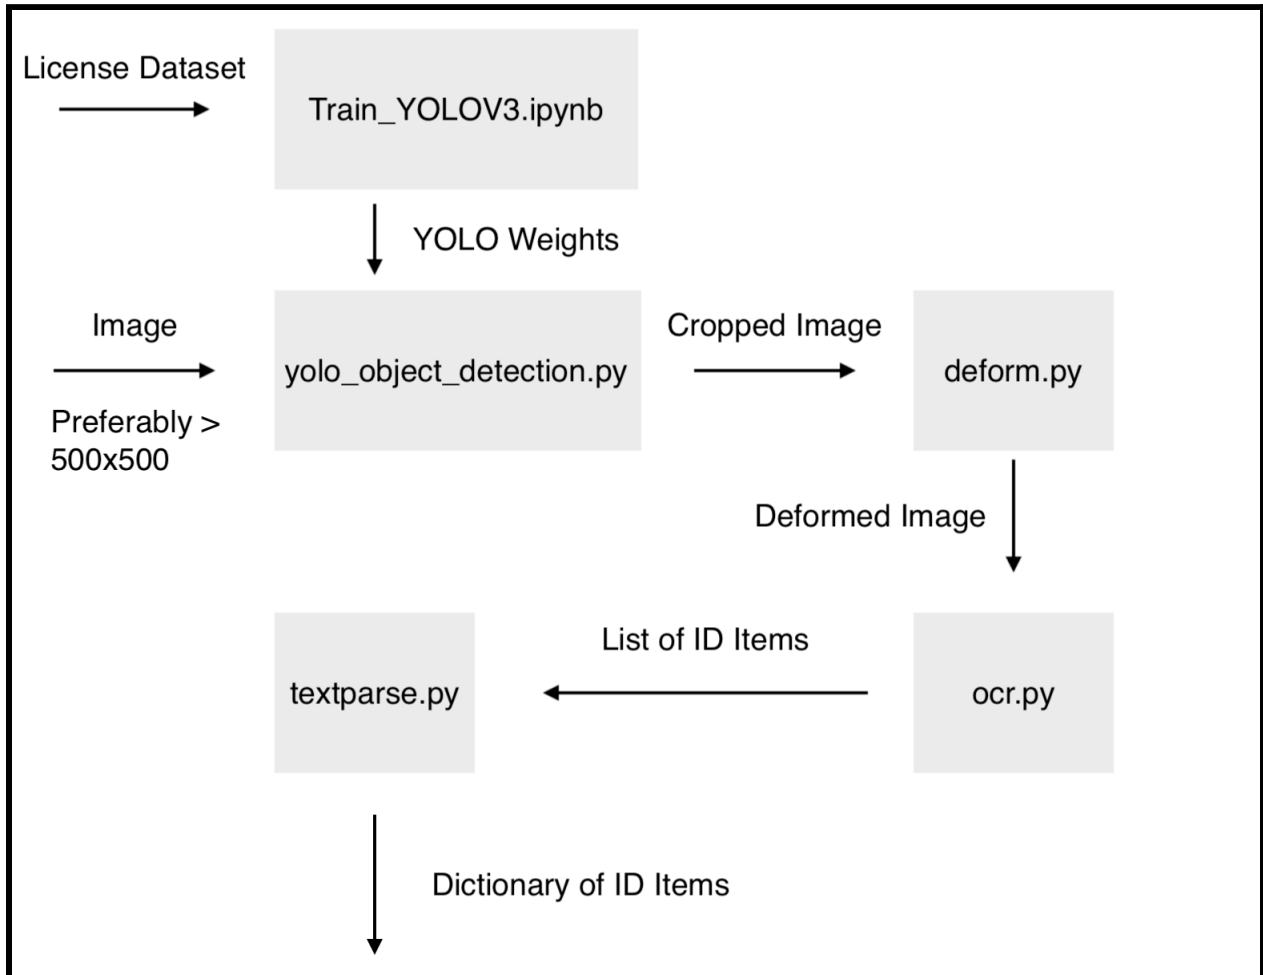 License Dataset
Train_YOLOV3.ipynb
YOLO Weights
Image
Preferably >
500x500
yolo_object_detection.py
Cropped Image
deform.py
Deformed Image
List of ID Items
textparse.py
ocr.py
Dictionary of ID Items